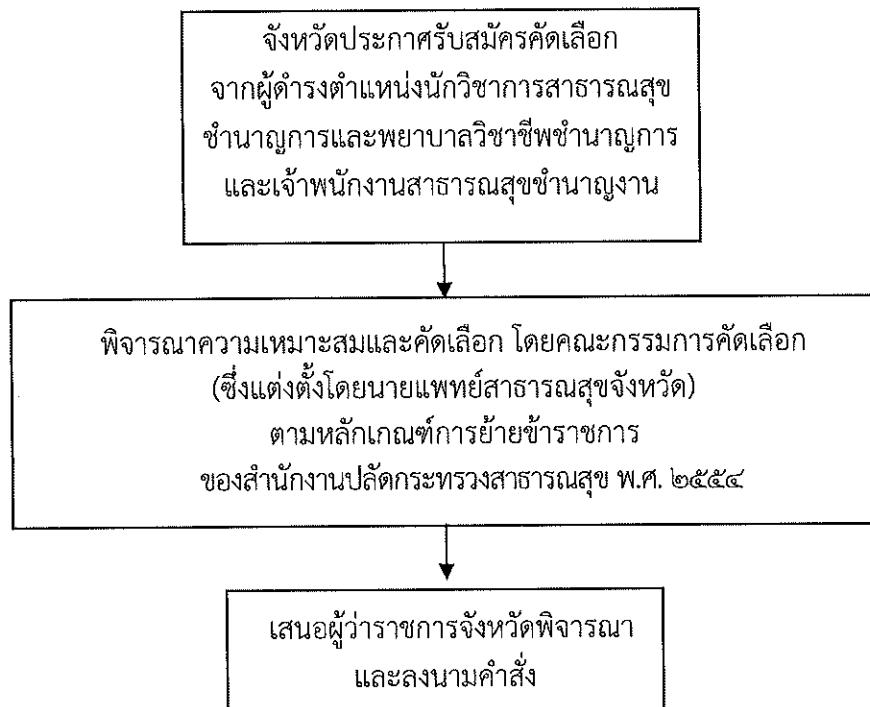 จังหวัดประกาศรับสมัครคัดเลือก
จากผู้ดำรงตำแหน่งนักวิชาการสาธารณสุข
ชำนาญการและพยาบาลวิชาชีพชำนาญการ
และเจ้าพนักงานสาธารณสุขชำนาญงาน
พิจารณาความเหมาะสมและคัดเลือก โดยคณะกรรมการคัดเลือก
(ซึ่งแต่งตั้งโดยนายแพทย์สาธารณสุขจังหวัด)
ตามหลักเกณฑ์การย้ายข้าราชการ
ของสำนักงานปลัดกระทรวงสาธารณสุข พ.ศ. ๒๕๕๔
เสนอผู้ว่าราชการจังหวัดพิจารณา
และลงนามคำสั่ง